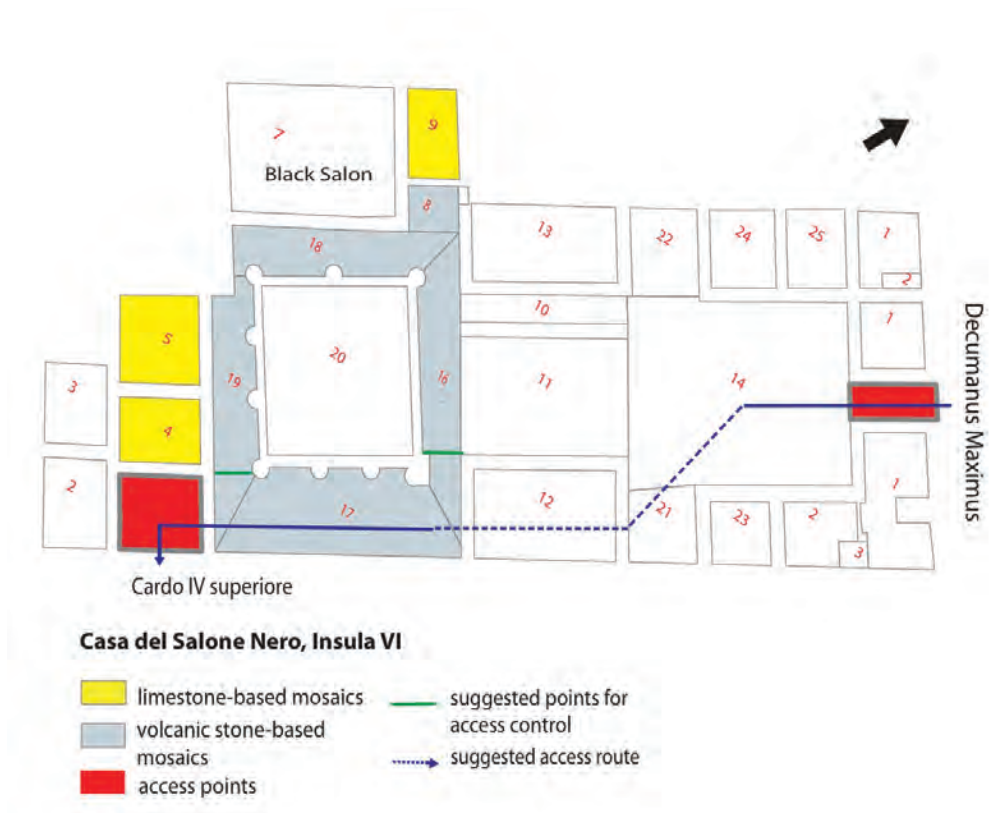 9
7
Black Salon
8
18
13
22
24
25
1
2
10
1
5
3
19
20
16
11
14
4
Decumanus Maximus
2
17
12
21
23
2
1
3
Cardo IV superiore
Casa del Salone Nero, Insula VI
limestone-based mosaics
volcanic stone-based
mosaics
access points
suggested points for
access control
suggested access route